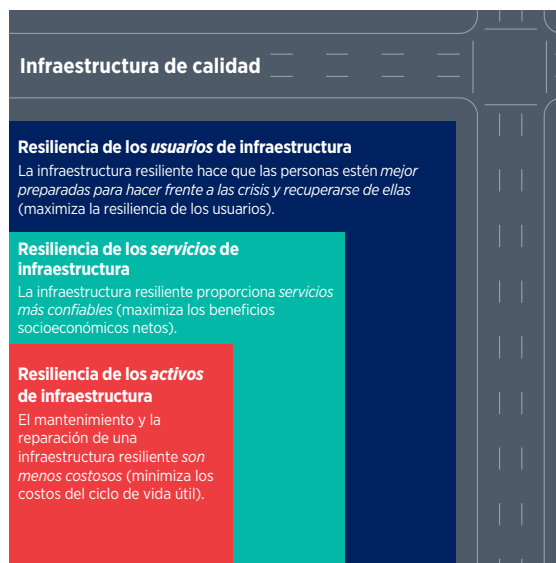 Infraestructura de calidad
Resiliencia de los usuarios de infraestructura
La infraestructura resiliente hace que las personas estén mejor
preparadas para hacer frente a las crisis y recuperarse de ellas
(maximiza la resiliencia de los usuarios).
Resiliencia de los servicios de
infraestructura
La infraestructura resiliente proporciona servicios
más confiables (maximiza los beneficios
socioeconómicos netos).
Resiliencia de los activos
de infraestructura
El mantenimiento y la
reparación de una
infraestructura resiliente son
menos costosos (minimiza los
costos del ciclo de vida útil).